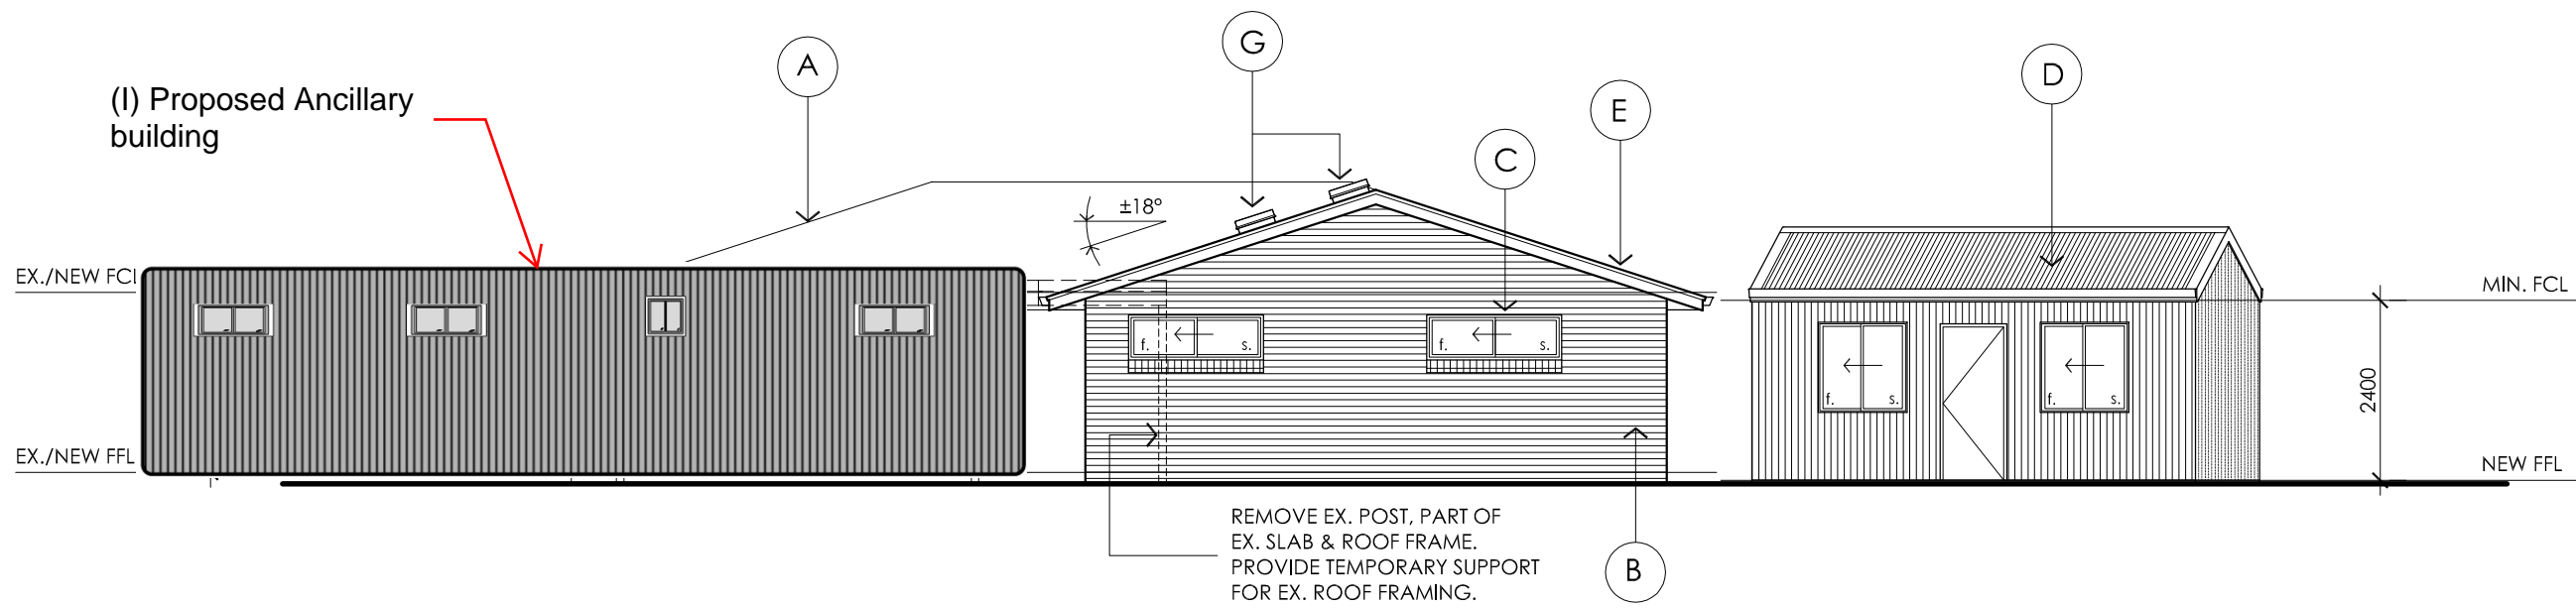 (I) Proposed Ancillary
building
A
G
E
C
D
±18°
EX./NEW FCL
MIN. FCL
f. s.
f. s.
f. s.
f. s.
2400
EX./NEW FFL
NEW FFL
REMOVE EX. POST, PART OF
EX. SLAB & ROOF FRAME.
PROVIDE TEMPORARY SUPPORT
FOR EX. ROOF FRAMING.
B